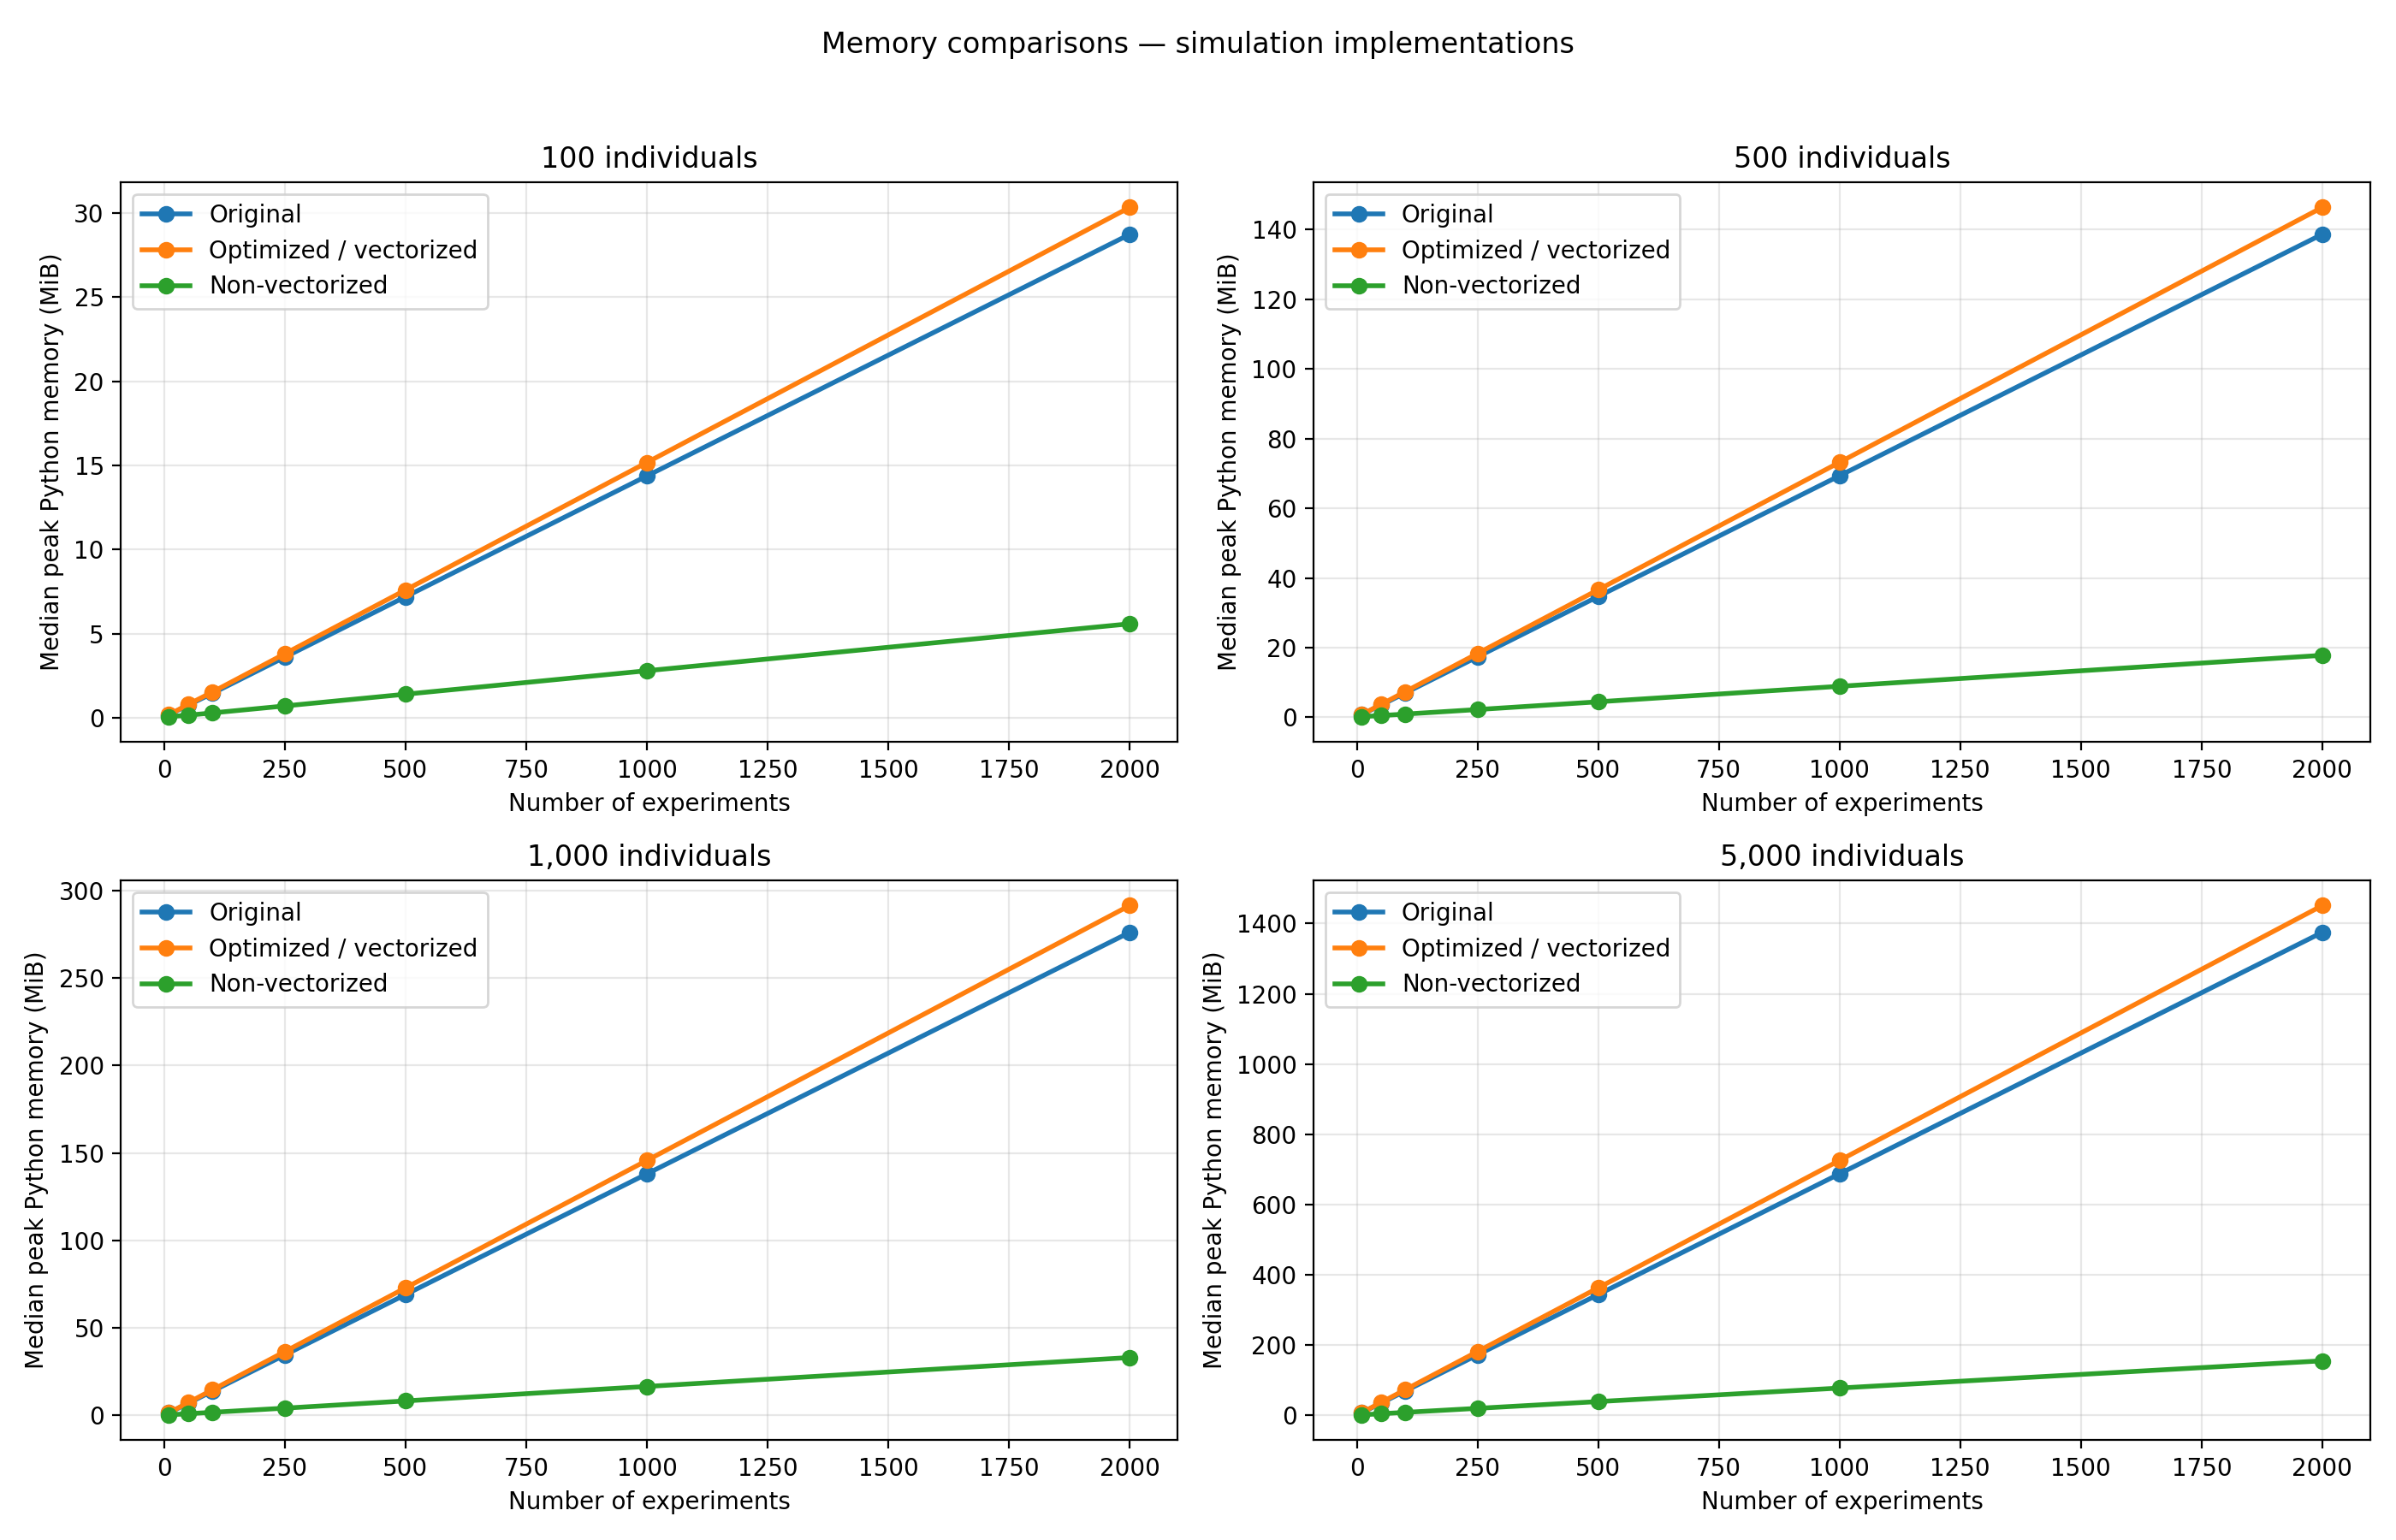 Memory comparisons — simulation implementations
100 individuals
Original
Optimized / vectorized
Non-vectorized
Median peak Python memory (MiB)
30
25
20
15
10
5
0
0 250 500 750 1000 1250 1500 1750 2000
Number of experiments
500 individuals
Original
Optimized / vectorized
Non-vectorized
Median peak Python memory (MiB)
140
120
100
80
60
40
20
0
0 250 500 750 1000 1250 1500 1750 2000
Number of experiments
1,000 individuals
Original
Optimized / vectorized
Non-vectorized
Median peak Python memory (MiB)
300
250
200
150
100
50
0
0 250 500 750 1000 1250 1500 1750 2000
Number of experiments
5,000 individuals
Original
Optimized / vectorized
Non-vectorized
Median peak Python memory (MiB)
1400
1200
1000
800
600
400
200
0
0 250 500 750 1000 1250 1500 1750 2000
Number of experiments